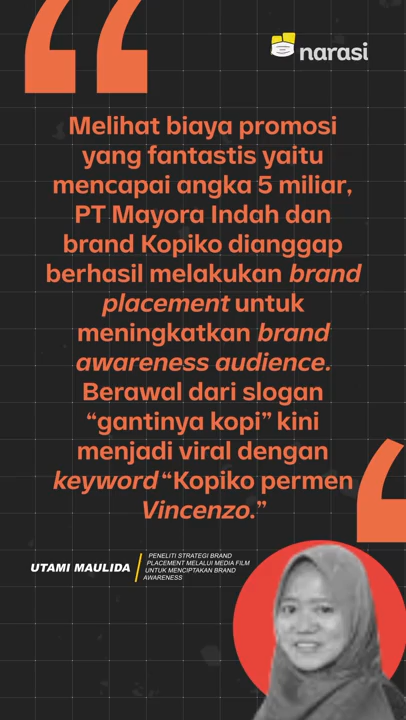 narasi
Melihat biaya promosi
yang fantastis yaitu
mencapai angka 5 miliar,
PT Mayora Indah dan
brand Kopiko dianggap
berhasil melakukan brand
placement untuk
meningkatkan brand
awareness audience.
Berawal dari slogan
“gantinya kopi” kini
menjadi viral dengan
keyword “Kopiko permen
Vincenzo.”
UTAMI MAULIDA
PENELITI STRATEGI BRAND
PLACEMENT MELALUI MEDIA FILM
UNTUK MENCIPTAKAN BRAND
AWARENESS